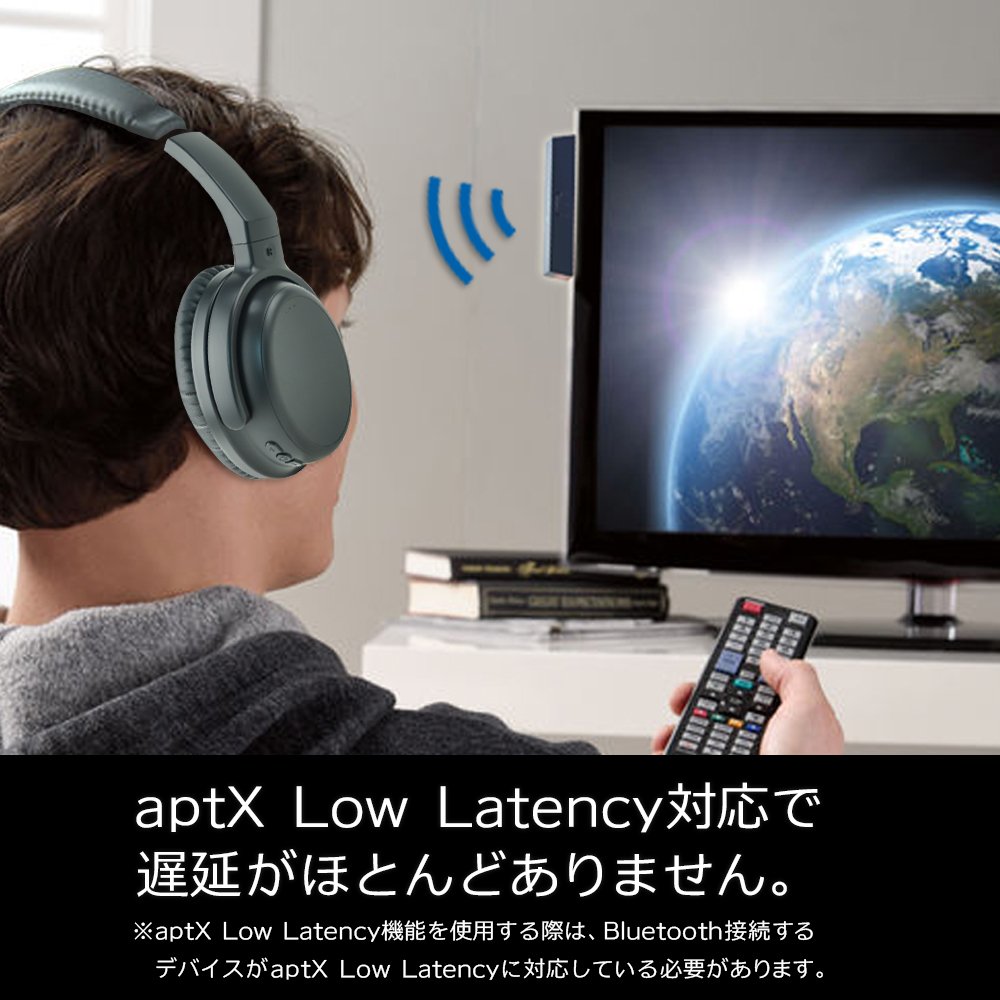 GREAT EXPECTATIONS
aptX Low Latency対応で
遅延がほとんどありません。
※aptX Low Latency機能を使用する際は、Bluetooth接続する
デバイスがaptX Low Latencyに対応している必要があります。